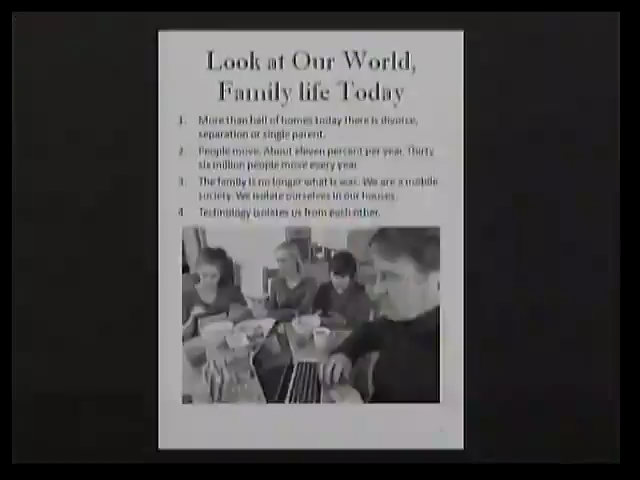 Look at Our World,
Family life Today
1. More than half of homes today there is divorce,
separation or single parent.
2. People move. About eleven percent per year. Thirty
six million people move every year.
3. The family is no longer what is was. We are a mobile
society. We isolate ourselves in our houses.
4. Technology isolates us from each other.